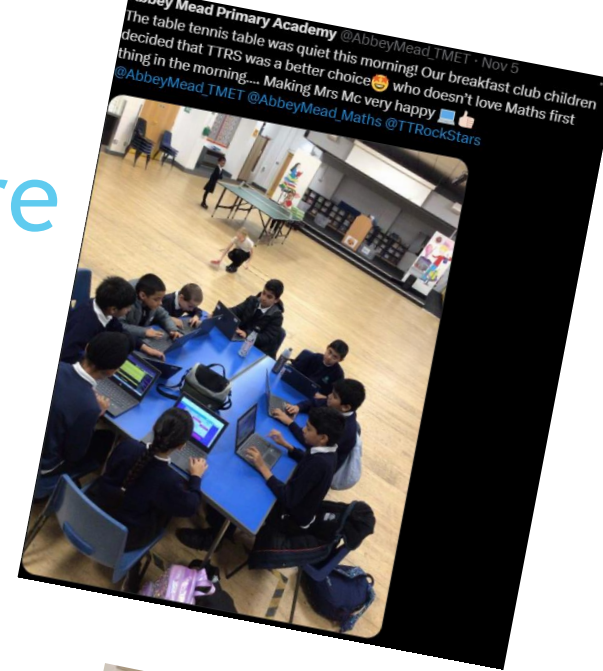 Abbey Mead Primary Academy @AbbeyMead_TMET · Nov 5
The table tennis table was quiet this morning! Our breakfast club children
decided that TTRS was a better choice🤩 who doesn't love Maths first
thing in the morning.... Making Mrs Mc very happy 💻👍🏻
@AbbeyMead_TMET @AbbeyMead_Maths @TTRockStars
re